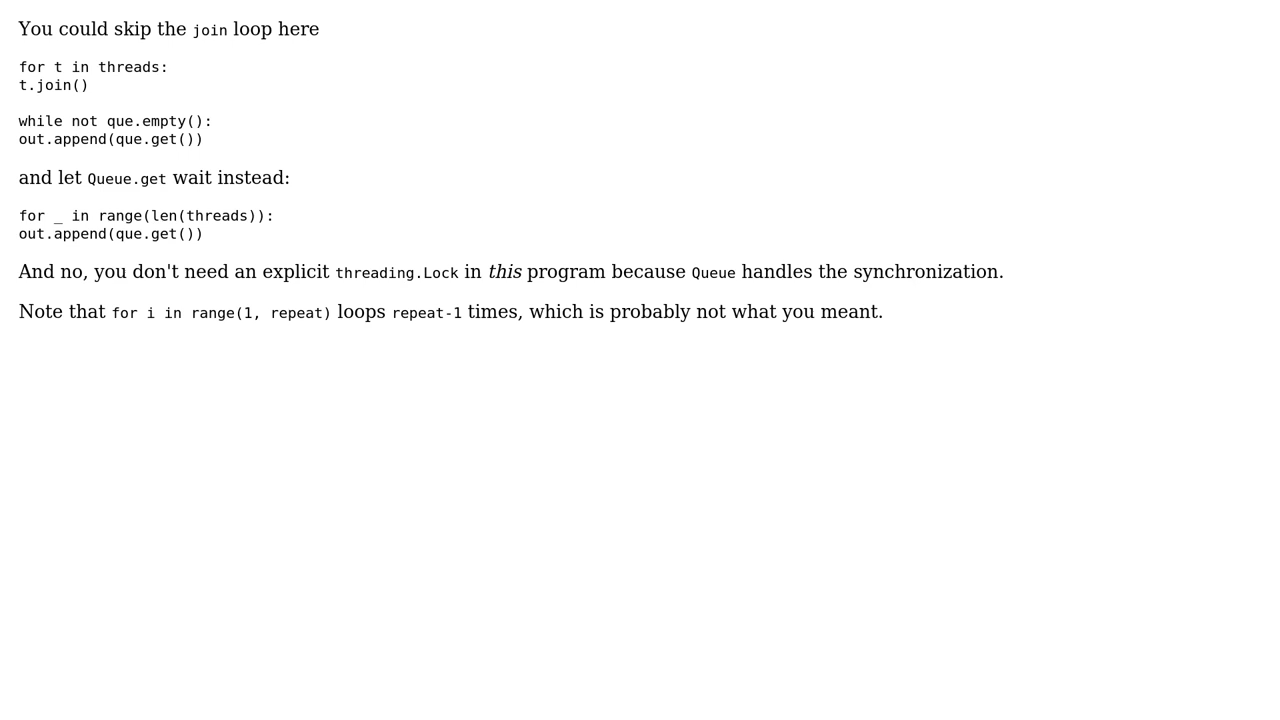 You could skip the join loop here
for t in threads:
t.join()
while not que.empty():
out.append(que.get())
and let Queue.get wait instead:
for _ in range(len(threads)):
out.append(que.get())
And no, you don't need an explicit threading.Lock in this program because Queue handles the synchronization.
Note that for i in range(1, repeat) loops repeat-1 times, which is probably not what you meant.